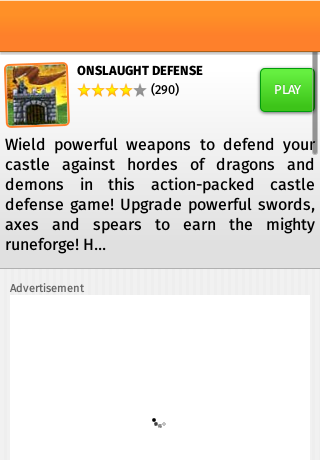 ONSLAUGHT DEFENSE
(290)
PLAY
Wield powerful weapons to defend your
castle against hordes of dragons and
demons in this action-packed castle
defense game! Upgrade powerful swords,
axes and spears to earn the mighty
runeforge! H...
Advertisement